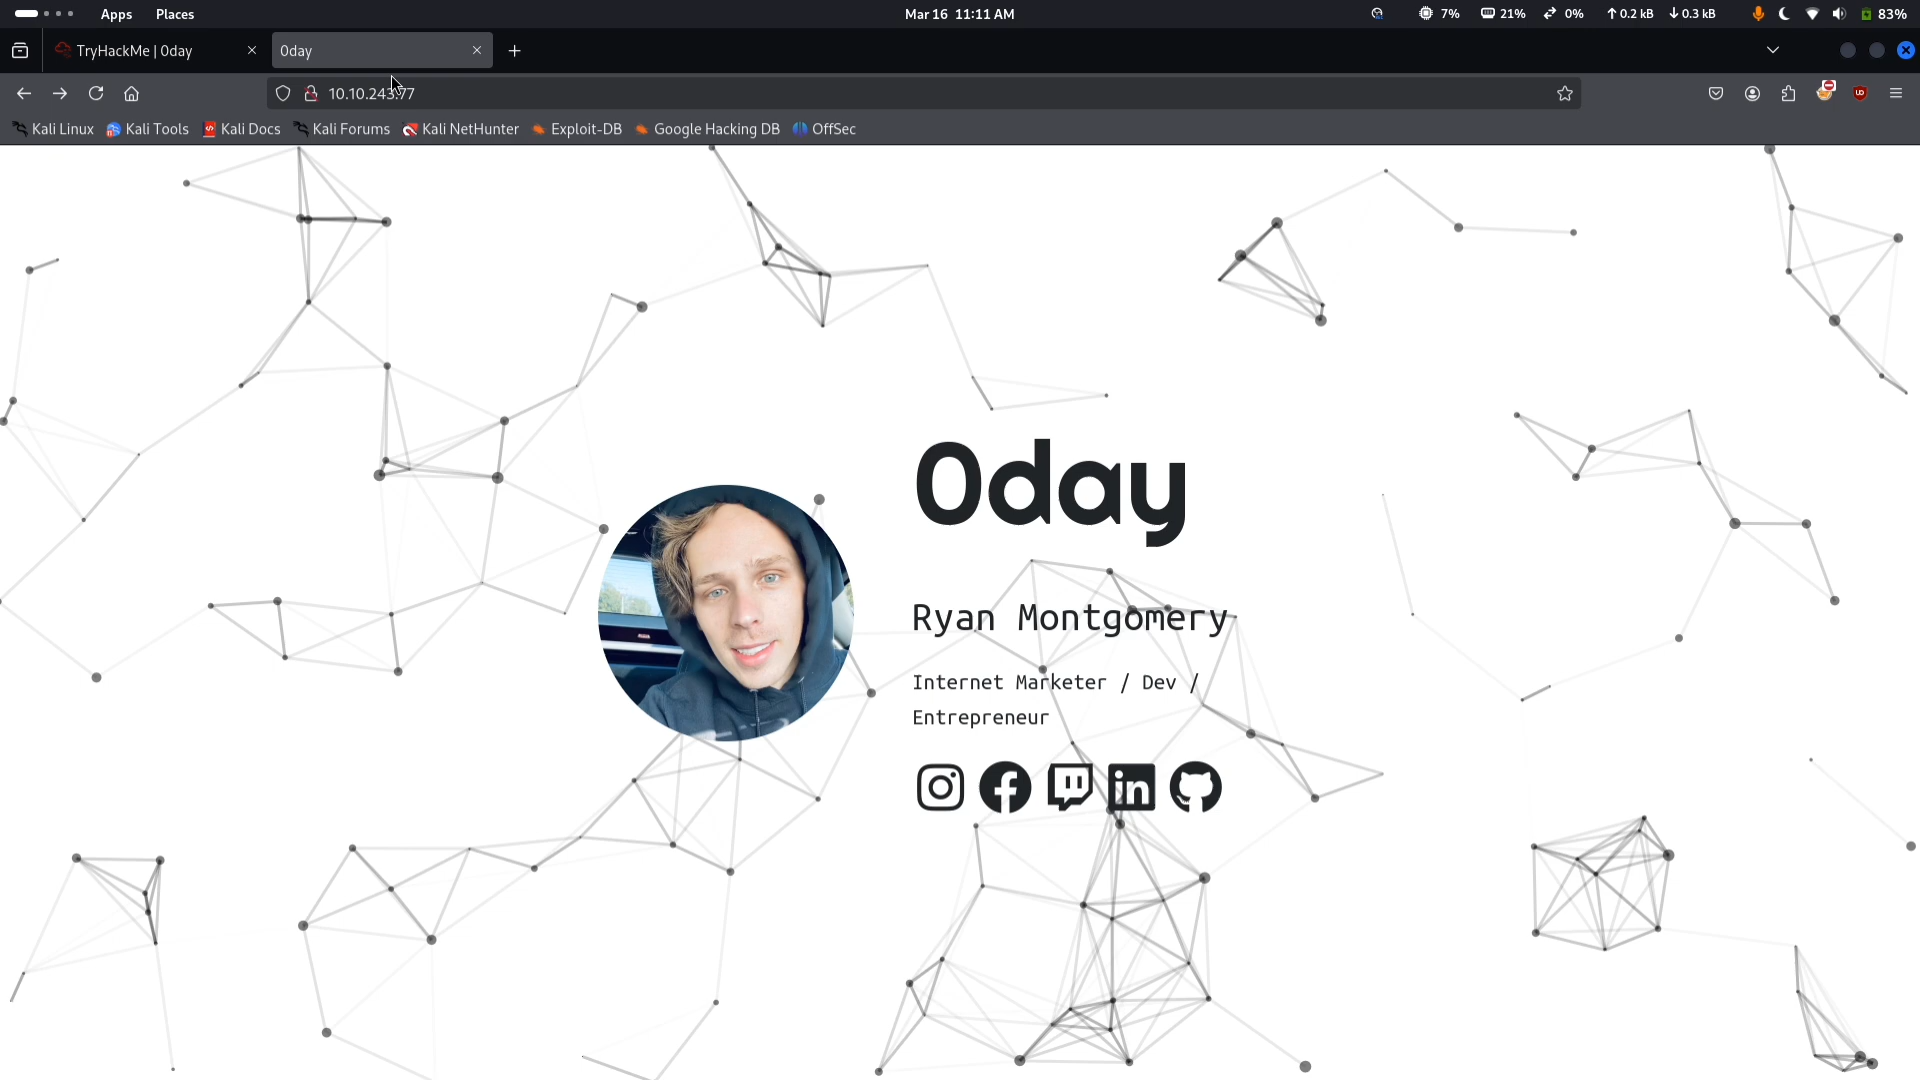 Apps Places Mar 16 11:11 AM 7% 21% 0% 0.2 kB 0.3 kB 83%
TryHackMe | 0day 0day
10.10.243.77
Kali Linux Kali Tools Kali Docs Kali Forums Kali NetHunter Exploit-DB Google Hacking DB OffSec
0day
Ryan Montgomery
Internet Marketer / Dev /
Entrepreneur